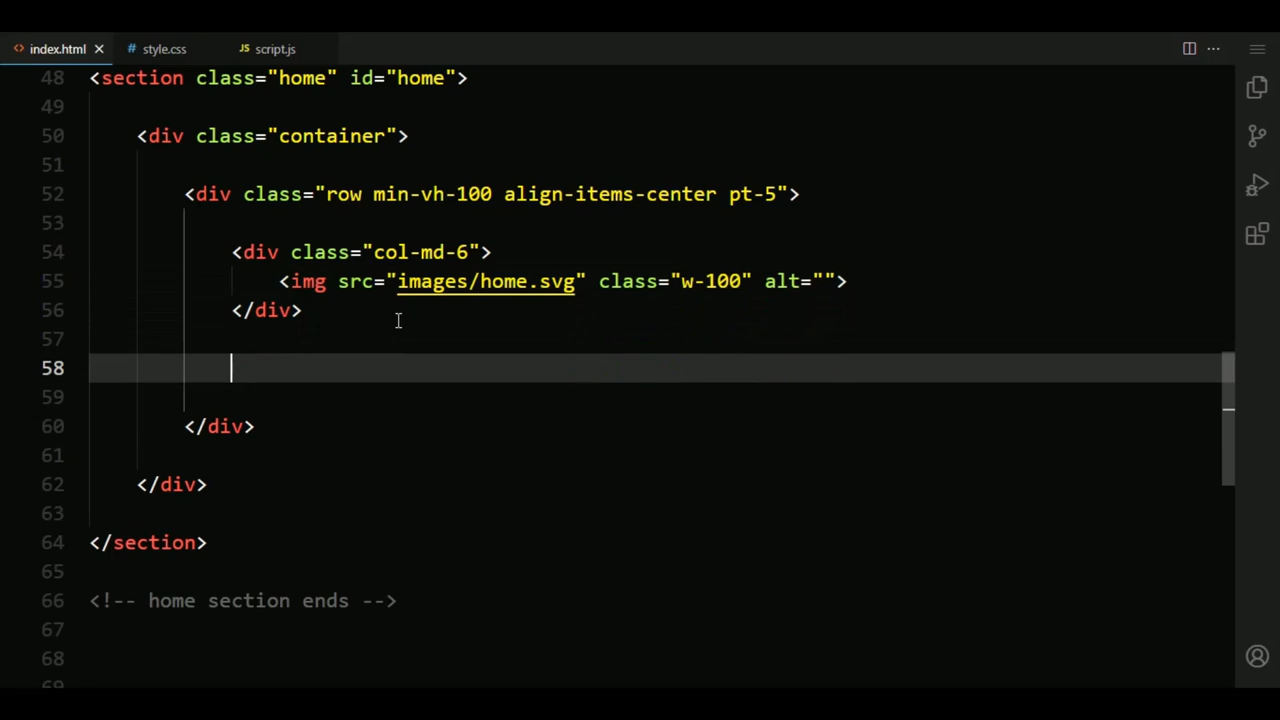 index.html style.css JS script.js
48 <section class="home" id="home">
49
50 <div class="container">
51
52 <div class="row min-vh-100 align-items-center pt-5">
53
54 <div class="col-md-6">
55 <img src="images/home.svg" class="w-100" alt="">
56 </div>
57
58
59
60 </div>
61
62 </div>
63
64 </section>
65
66 <!-- home section ends -->
67
68
69